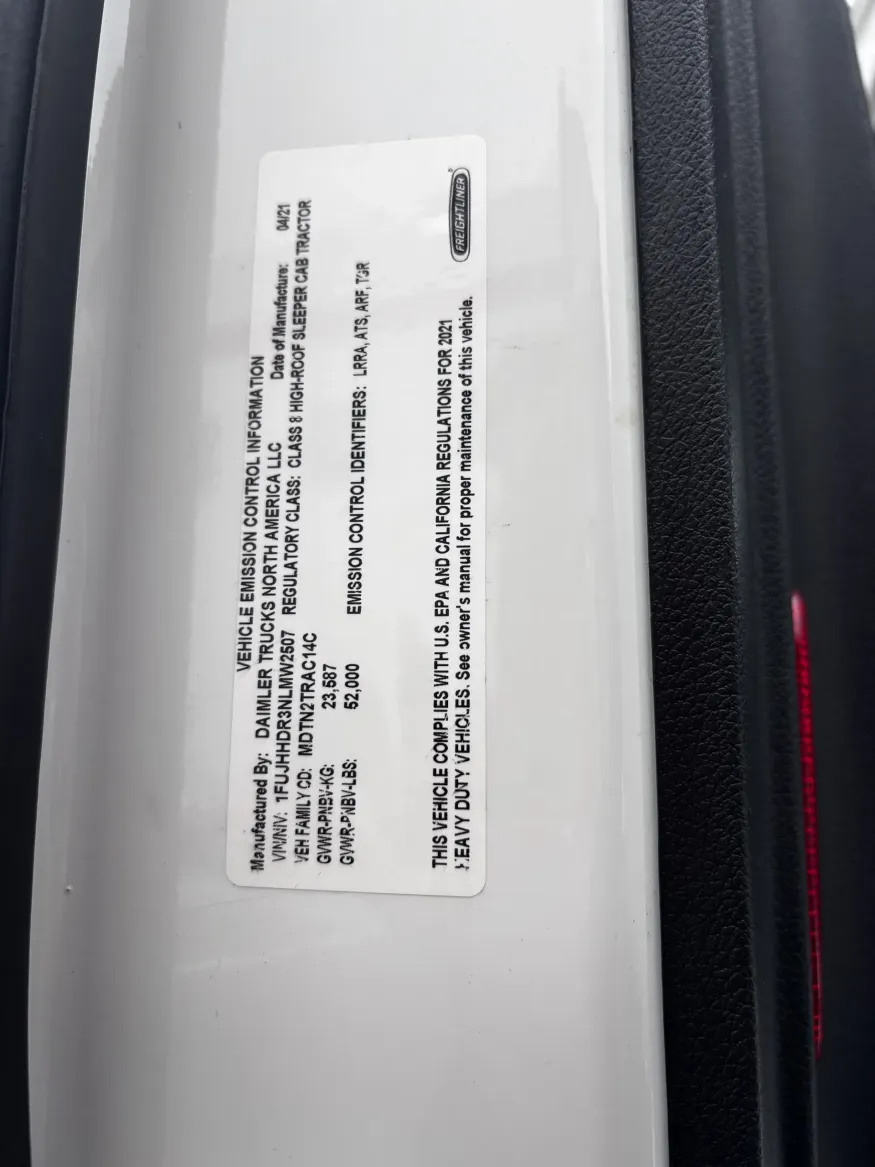 VEHICLE EMISSION CONTROL INFORMATION
Manufactured By: DAIMLER TRUCKS NORTH AMERICA LLC Date of Manufacture: 04/21
VIN/NIV: 1FUJHHDR3NLMW2507 REGULATORY CLASS: CLASS 8 HIGH-ROOF SLEEPER CAB TRACTOR
VEH FAMILY CD: MDTN2TRAC14C
GVWR-PNBV-KG: 23,587
GVWR-PNBV-LBS: 52,000 EMISSION CONTROL IDENTIFIERS: LRRA, ATS, ARF, TGR
THIS VEHICLE COMPLIES WITH U.S. EPA AND CALIFORNIA REGULATIONS FOR 2021
HEAVY DUTY VEHICLES. See owner's manual for proper maintenance of this vehicle.
FREIGHTLINER